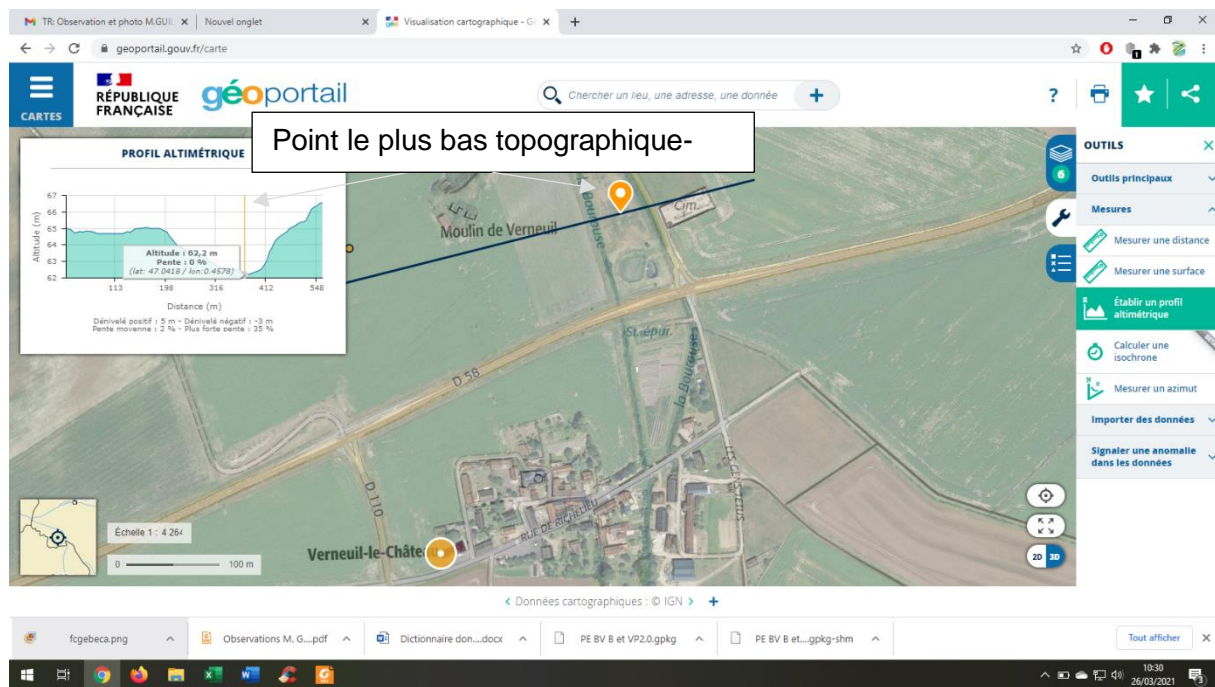 TR: Observation et photo M.GUIL
Nouvel onglet
Visualisation cartographique - Gé
geoportail.gouv.fr/carte
CARTES
RÉPUBLIQUE
FRANÇAISE
géoportail
Chercher un lieu, une adresse, une donnée
Point le plus bas topographique-
PROFIL ALTIMÉTRIQUE
Altitude (m)
67
66
65
64
63
62
Altitude : 62,2 m
Pente : 0 %
(lat: 47.0418 / lon:0.4578)
113 198 316 412 548
Distance (m)
Dénivelé positif : 5 m - Dénivelé négatif : -3 m
Pente moyenne : 2 % - Plus forte pente : 35 %
la Bourouse
Cim.
Moulin de Verneuil
St. épur.
la Bourouse
D 58
D 110
RUE DE RICHELIEU
Verneuil-le-Châte
Échelle 1 : 4 264
0 100 m
6
2D 3D
OUTILS
Outils principaux
Mesures
Mesurer une distance
Mesurer une surface
Établir un profil
altimétrique
Calculer une
isochrone
Mesurer un azimut
Importer des données
Signaler une anomalie
dans les données
Données cartographiques : © IGN
fcgebeca.png
Observations M. G....pdf
Dictionnaire don....docx
PE BV B et VP2.0.gpkg
PE BV B et....gpkg-shm
Tout afficher
10:30
26/03/2021